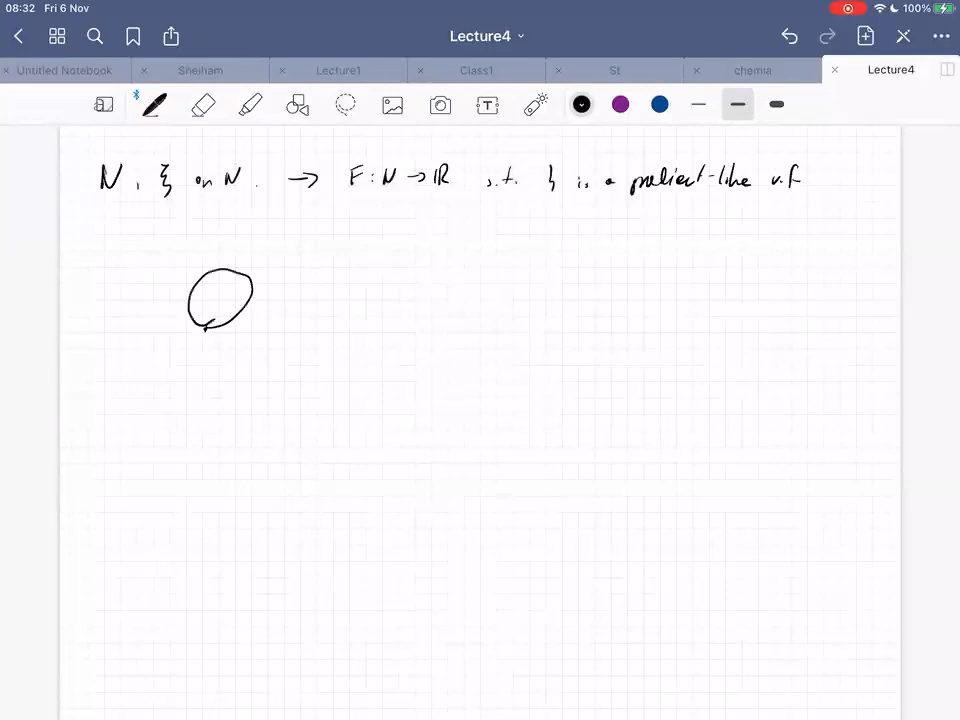 08:32 Fri 6 Nov
100%
Lecture4
Untitled Notebook
Sheiham
Lecture1
Class1
St
chemia
Lecture4
T
N, ξ on N. → F: N → ℝ s.t. ξ is a gradient-like v.f